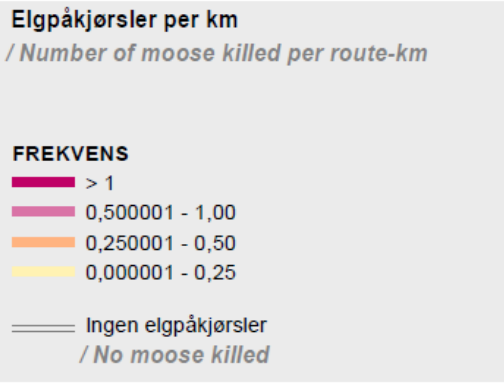 Elgpåkjørsler per km
/ Number of moose killed per route-km
FREKVENS
> 1
0,500001 - 1,00
0,250001 - 0,50
0,000001 - 0,25
Ingen elgpåkjørsler
/ No moose killed